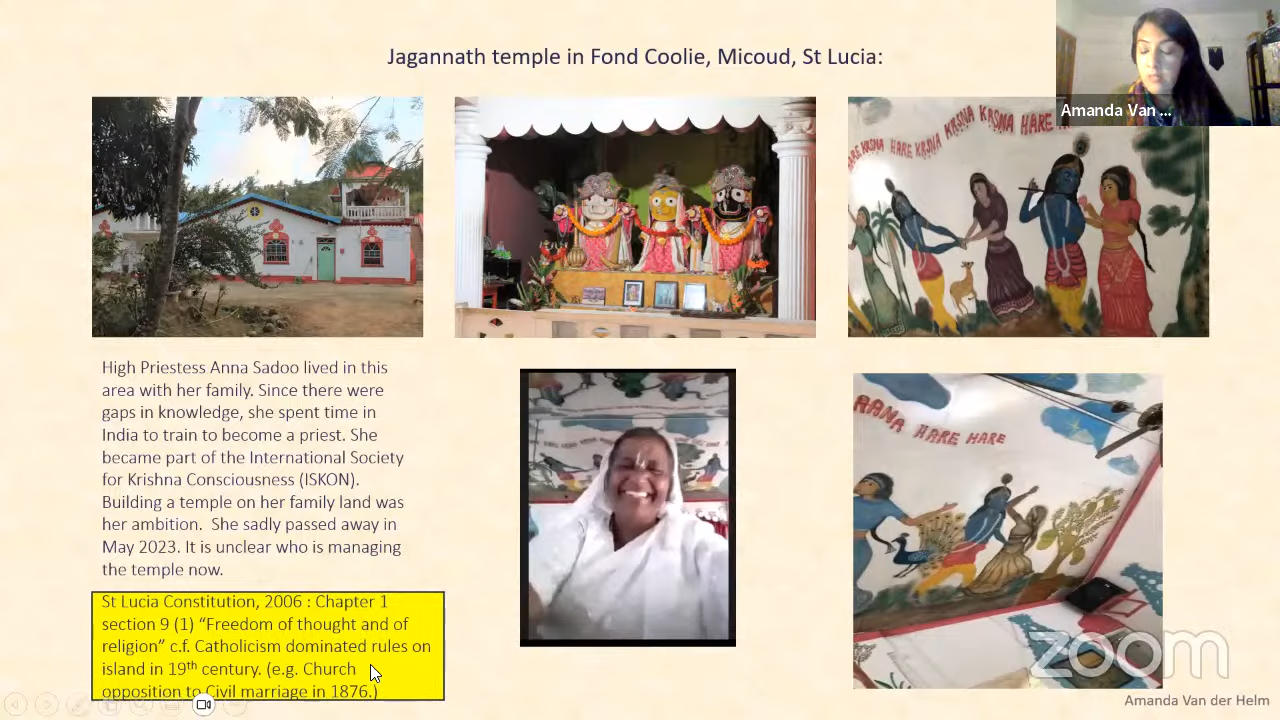 Jagannath temple in Fond Coolie, Micoud, St Lucia:
Amanda Van ...
KRSNA HARE KRSNA KRSNA KRSNA HARE
High Priestess Anna Sadoo lived in this
area with her family. Since there were
gaps in knowledge, she spent time in
India to train to become a priest. She
became part of the International Society
for Krishna Consciousness (ISKON).
Building a temple on her family land was
her ambition.  She sadly passed away in
May 2023. It is unclear who is managing
the temple now.
HARE HARE
St Lucia Constitution, 2006 : Chapter 1
section 9 (1) “Freedom of thought and of
religion” c.f. Catholicism dominated rules on
island in 19th century. (e.g. Church
opposition to Civil marriage in 1876.)
zoom
Amanda Van der Helm